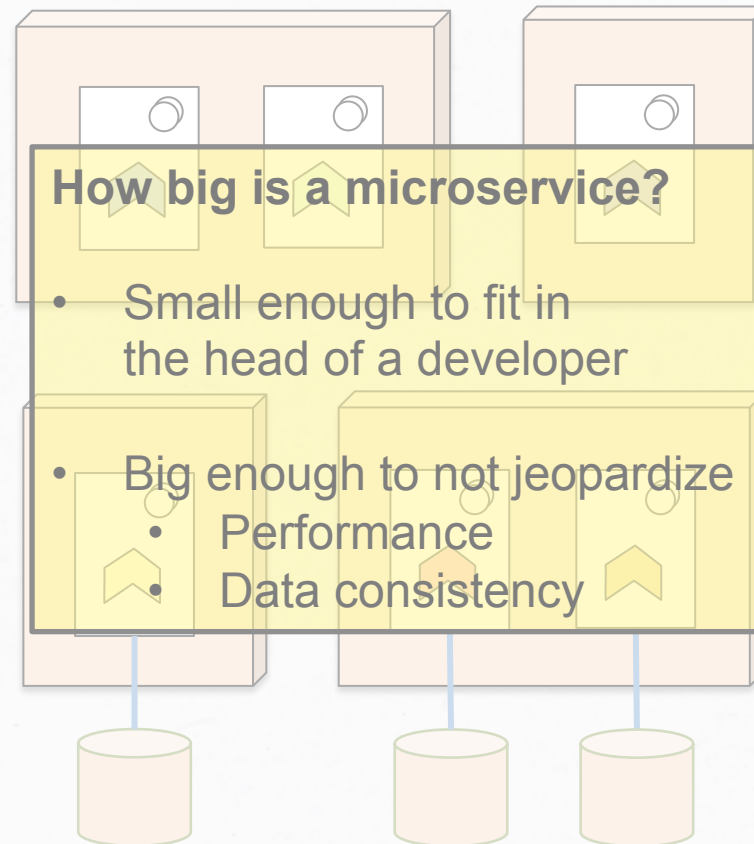 How big is a microservice?
• Small enough to fit in
the head of a developer
• Big enough to not jeopardize
• Performance
• Data consistency